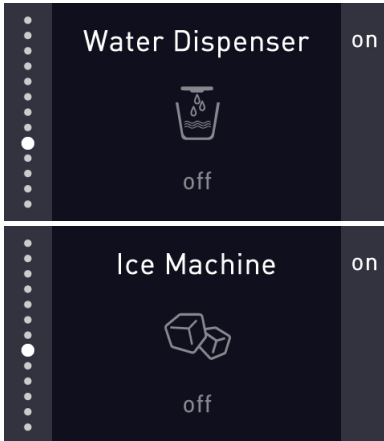 Water Dispenser
on
off
Ice Machine
on
off